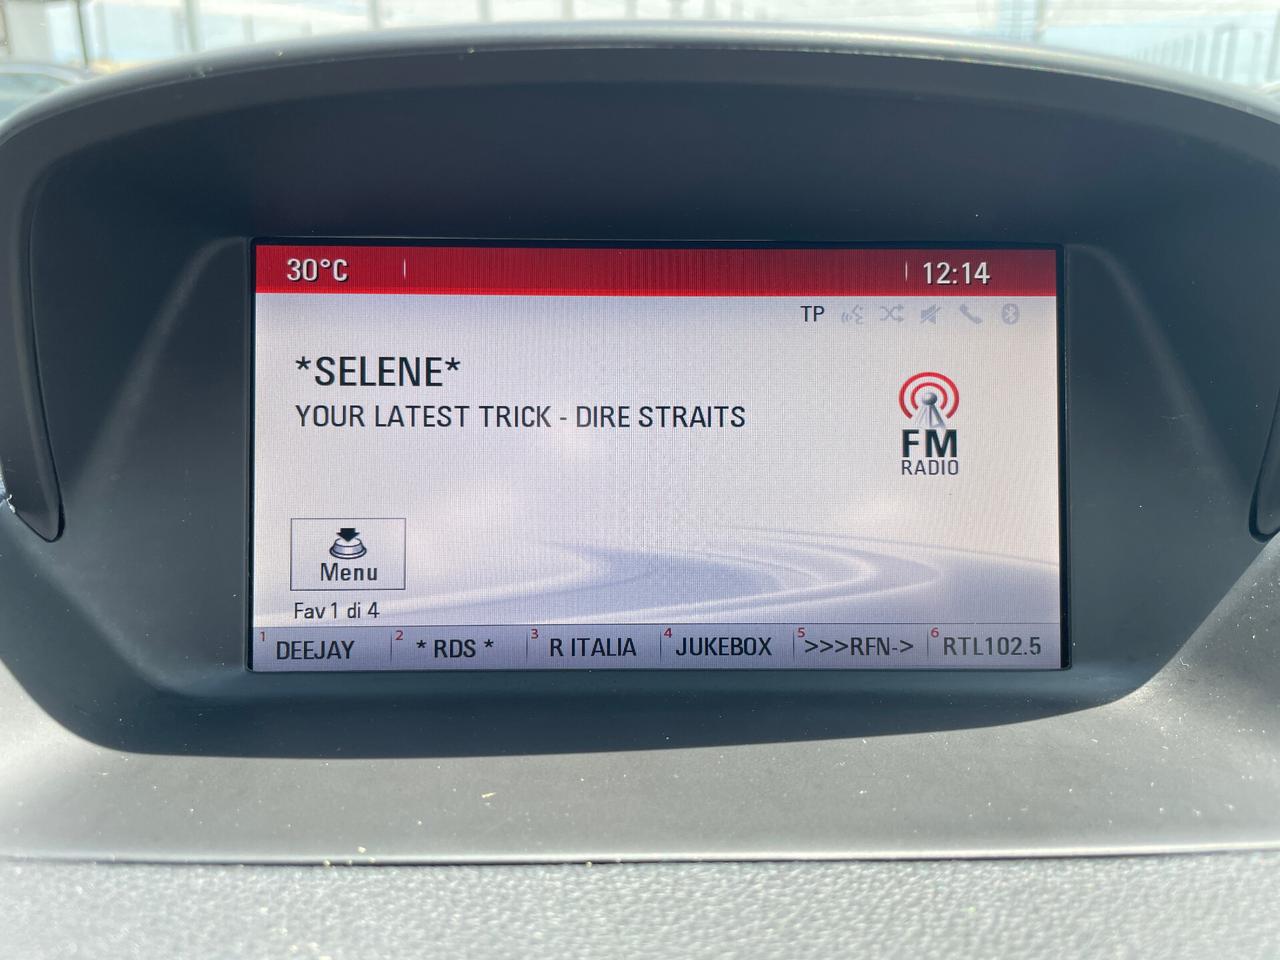 30°C
12:14
TP
*SELENE*
YOUR LATEST TRICK - DIRE STRAITS
FM
RADIO
Menu
Fav 1 di 4
1 DEEJAY 2 * RDS * 3 R ITALIA 4 JUKEBOX 5 >>>RFN-> 6 RTL102.5